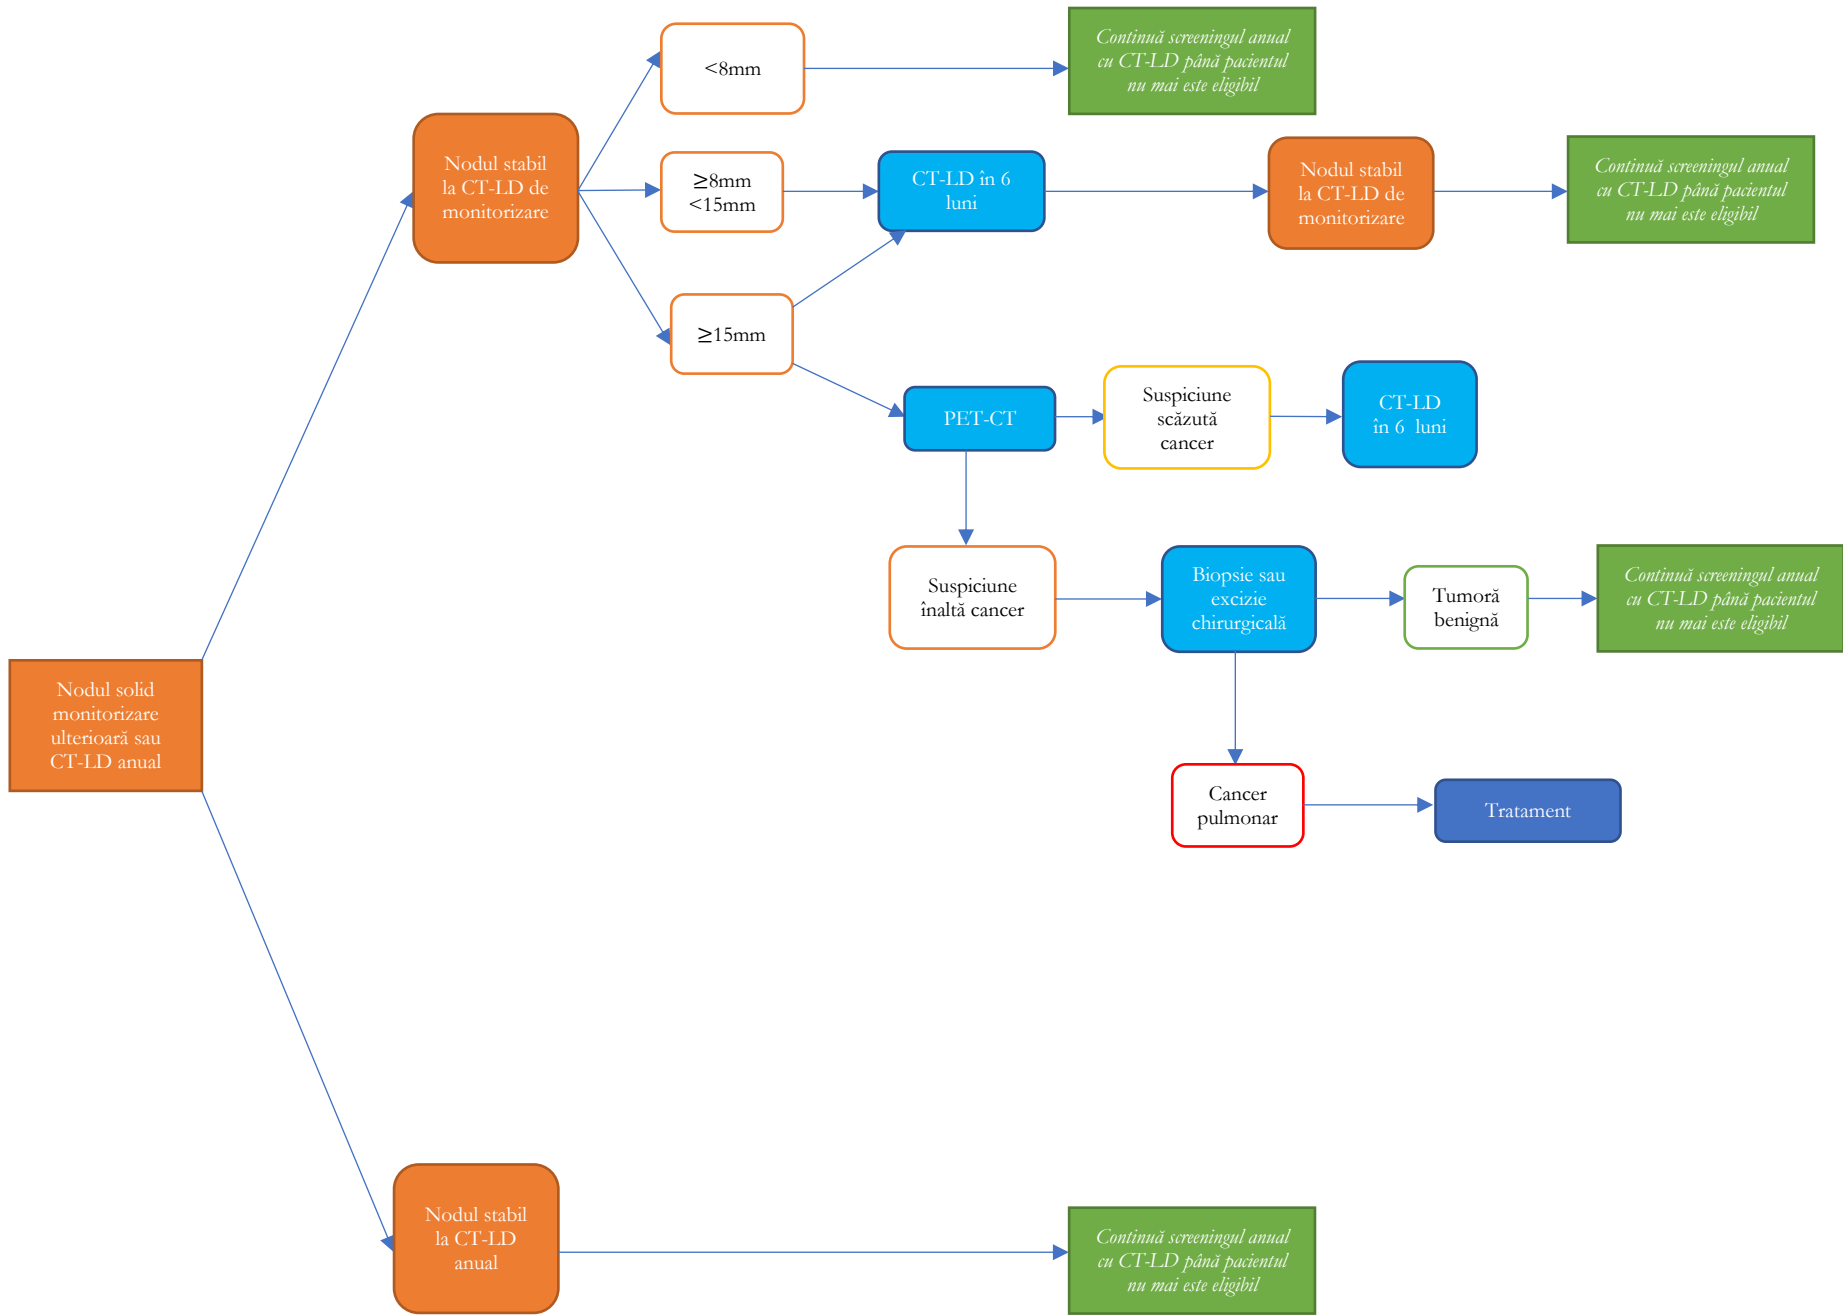 <8mm
Continuă screeningul anual
cu CT-LD până pacientul
nu mai este eligibil
Nodul stabil
la CT-LD de
monitorizare
≥8mm
<15mm
CT-LD în 6
luni
Nodul stabil
la CT-LD de
monitorizare
Continuă screeningul anual
cu CT-LD până pacientul
nu mai este eligibil
≥15mm
PET-CT
Suspiciune
scăzută
cancer
CT-LD
în 6 luni
Suspiciune
înaltă cancer
Biopsie sau
excizie
chirurgicală
Tumoră
benignă
Continuă screeningul anual
cu CT-LD până pacientul
nu mai este eligibil
Nodul solid
monitorizare
ulterioară sau
CT-LD anual
Cancer
pulmonar
Tratament
Nodul stabil
la CT-LD
anual
Continuă screeningul anual
cu CT-LD până pacientul
nu mai este eligibil